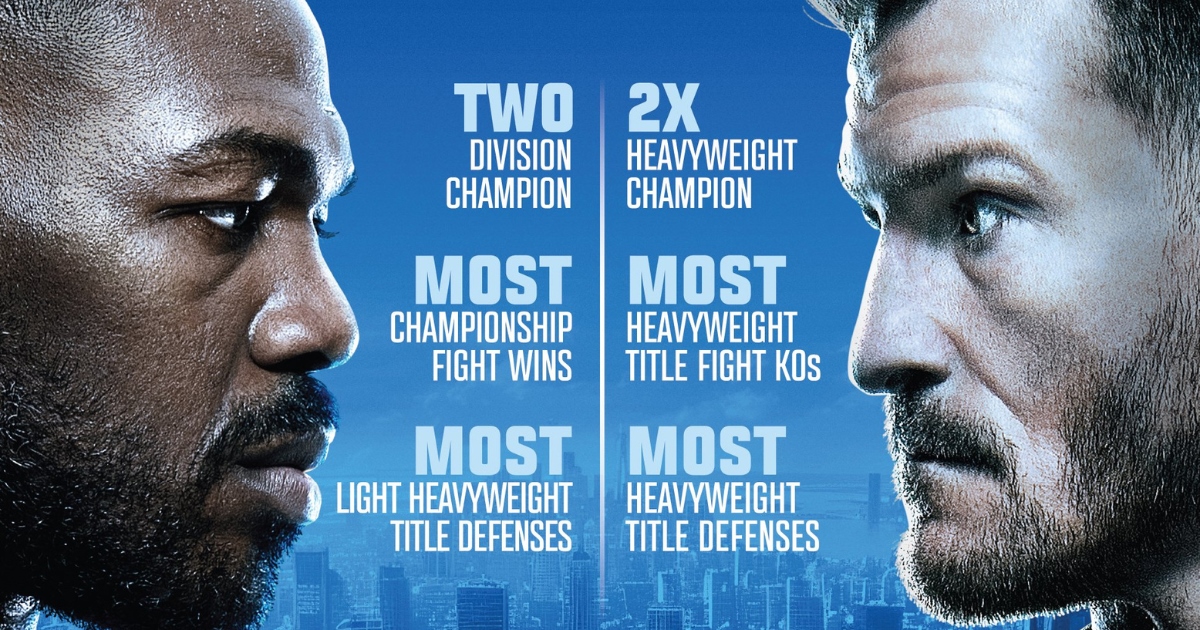 TWO
DIVISION
CHAMPION
MOST
CHAMPIONSHIP
FIGHT WINS
MOST
LIGHT HEAVYWEIGHT
TITLE DEFENSES
2X
HEAVYWEIGHT
CHAMPION
MOST
HEAVYWEIGHT
TITLE FIGHT KOs
MOST
HEAVYWEIGHT
TITLE DEFENSES